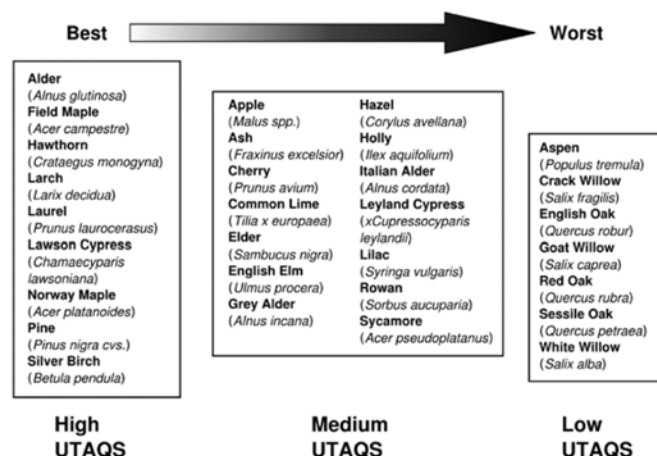 Best
Worst
Alder
(Alnus glutinosa)
Field Maple
(Acer campestre)
Hawthorn
(Crataegus monogyna)
Larch
(Larix decidua)
Laurel
(Prunus laurocerasus)
Lawson Cypress
(Chamaecyparis
lawsoniana)
Norway Maple
(Acer platanoides)
Pine
(Pinus nigra cvs.)
Silver Birch
(Betula pendula)
Apple
(Malus spp.)
Ash
(Fraxinus excelsior)
Cherry
(Prunus avium)
Common Lime
(Tilia x europaea)
Elder
(Sambucus nigra)
English Elm
(Ulmus procera)
Grey Alder
(Alnus incana)
Hazel
(Corylus avellana)
Holly
(Ilex aquifolium)
Italian Alder
(Alnus cordata)
Leyland Cypress
(xCupressocyparis
leylandii)
Lilac
(Syringa vulgaris)
Rowan
(Sorbus aucuparia)
Sycamore
(Acer pseudoplatanus)
Aspen
(Populus tremula)
Crack Willow
(Salix fragilis)
English Oak
(Quercus robur)
Goat Willow
(Salix caprea)
Red Oak
(Quercus rubra)
Sessile Oak
(Quercus petraea)
White Willow
(Salix alba)
High
UTAQS
Medium
UTAQS
Low
UTAQS